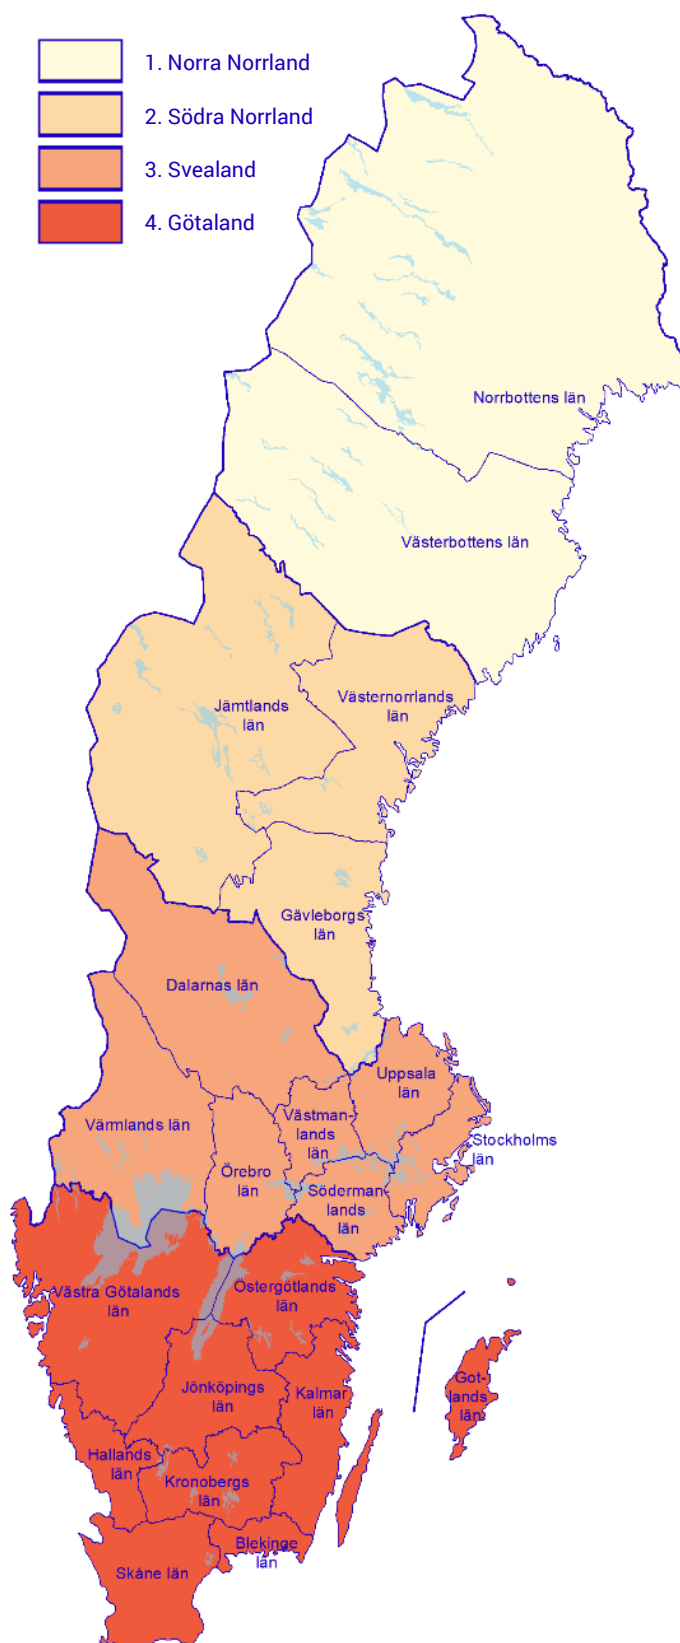 1. Norra Norrland
2. Södra Norrland
3. Svealand
4. Götaland
Norrbottens län
Västerbottens län
Jämtlands
län
Västernorrlands
län
Gävleborgs
län
Dalarnas län
Uppsala
län
Värmlands län
Västman-
lands
län
Stockholms
län
Örebro
län
Söderman-
lands
län
Västra Götalands
län
Östergötlands
län
Got-
lands
län
Jönköpings
län
Kalmar
län
Hallands
län
Kronobergs
län
Blekinge
län
Skåne län